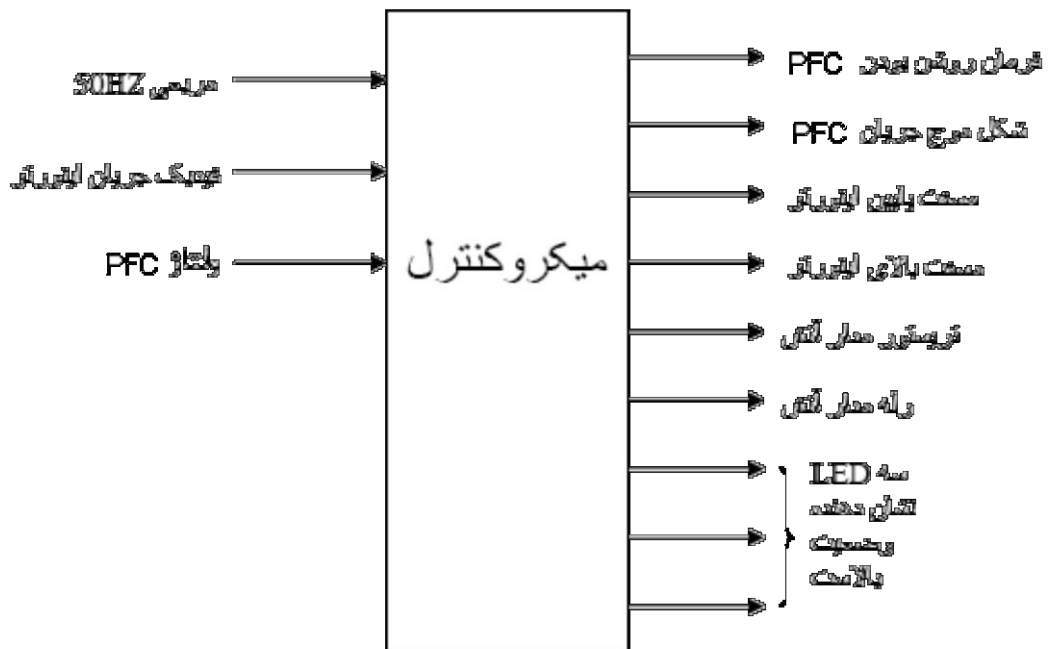 مربعی 50HZ
فیدبک جریان اینورتر
ولتاژ PFC
میکروکنترل
فرمان روشن بودن PFC
شکل موج جریان PFC
سمت پایین اینورتر
سمت بالای اینورتر
تریستور مدار آتش
رله مدار آتش
سه LED
نشان دهنده
وضعیت
بالاست